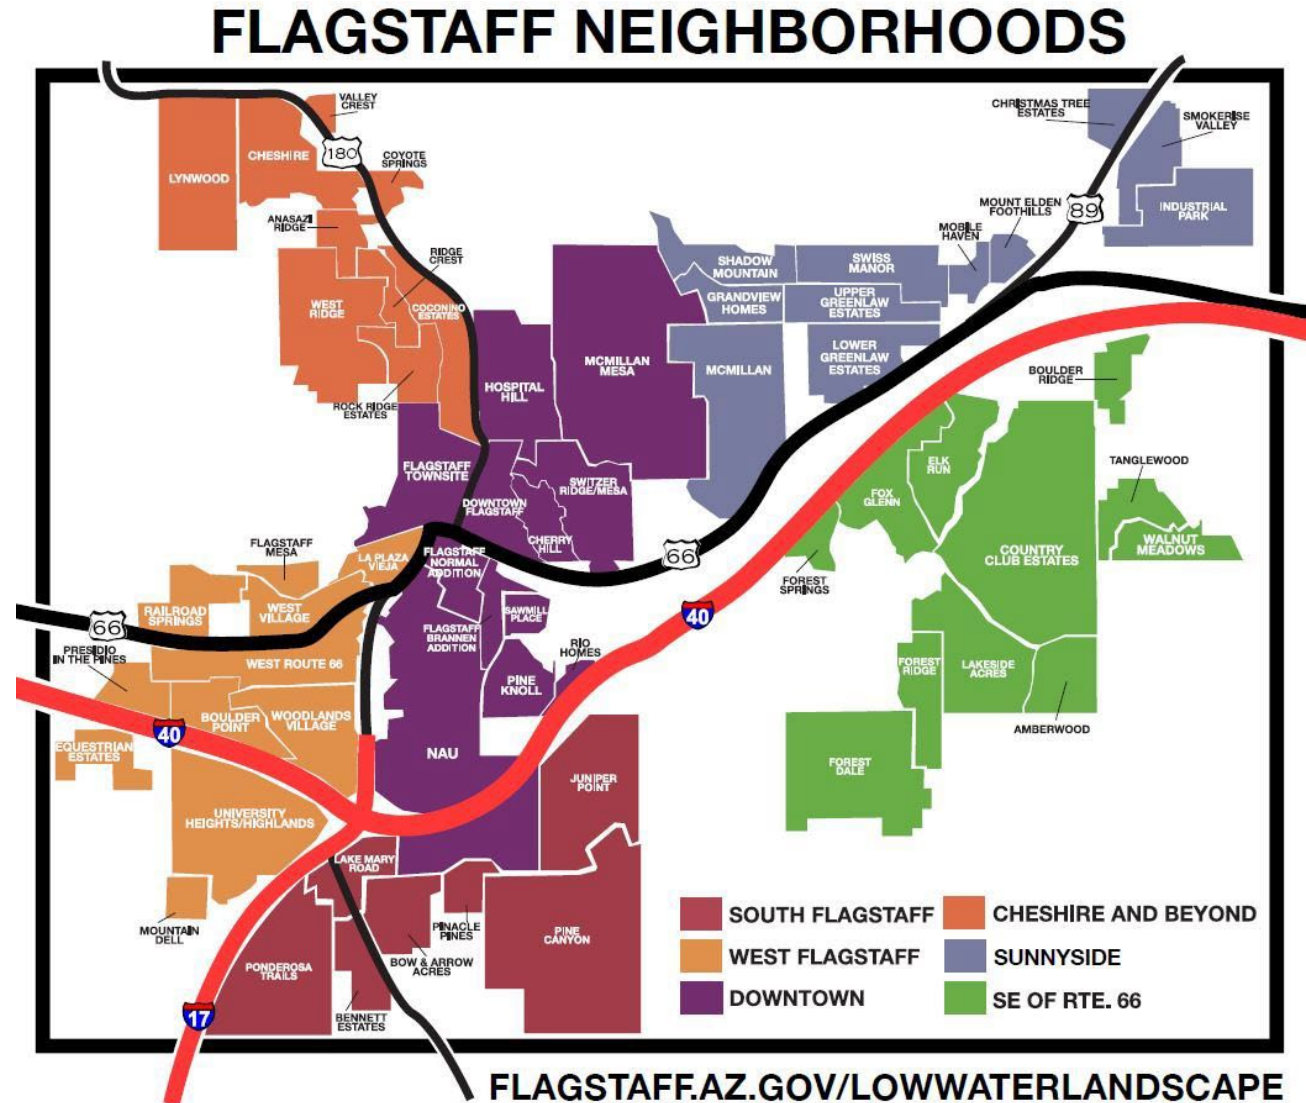 FLAGSTAFF NEIGHBORHOODS
VALLEY
CREST
CHESHIRE
180
COYOTE
SPRINGS
LYNWOOD
ANASAZI
RIDGE
RIDGE
CREST
WEST
RIDGE
COCONINO
ESTATES
ROCK RIDGE
ESTATES
CHRISTMAS TREE
ESTATES
SMOKERISE
VALLEY
INDUSTRIAL
PARK
89
MOUNT ELDEN
FOOTHILLS
MOBILE
HAVEN
SHADOW
MOUNTAIN
SWISS
MANOR
GRANDVIEW
HOMES
UPPER
GREENLAW
ESTATES
LOWER
GREENLAW
ESTATES
MCMILLAN
MCMILLAN
MESA
HOSPITAL
HILL
FLAGSTAFF
TOWNSITE
DOWNTOWN
FLAGSTAFF
SWITZER
RIDGE/MESA
CHERRY
HILL
66
BOULDER
RIDGE
ELK
RUN
FOX
GLENN
TANGLEWOOD
COUNTRY
CLUB ESTATES
WALNUT
MEADOWS
FOREST
SPRINGS
40
FLAGSTAFF
MESA
LA PLAZA
VIEJA
FLAGSTAFF
NORMAL
ADDITION
RAILROAD
SPRINGS
WEST
VILLAGE
66
SAWMILL
PLACE
FLAGSTAFF
BRANNEN
ADDITION
PRESIDIO
IN THE PINES
WEST ROUTE 66
RIO
HOMES
PINE
KNOLL
FOREST
RIDGE
LAKESIDE
ACRES
AMBERWOOD
BOULDER
POINT
WOODLANDS
VILLAGE
40
EQUESTRIAN
ESTATES
NAU
FOREST
DALE
JUNIPER
POINT
UNIVERSITY
HEIGHTS/HIGHLANDS
LAKE MARY
ROAD
MOUNTAIN
DELL
PINACLE
PINES
PINE
CANYON
BOW & ARROW
ACRES
PONDEROSA
TRAILS
17
BENNETT
ESTATES
SOUTH FLAGSTAFF
WEST FLAGSTAFF
DOWNTOWN
CHESHIRE AND BEYOND
SUNNYSIDE
SE OF RTE. 66
FLAGSTAFF.AZ.GOV/LOWWATERLANDSCAPE